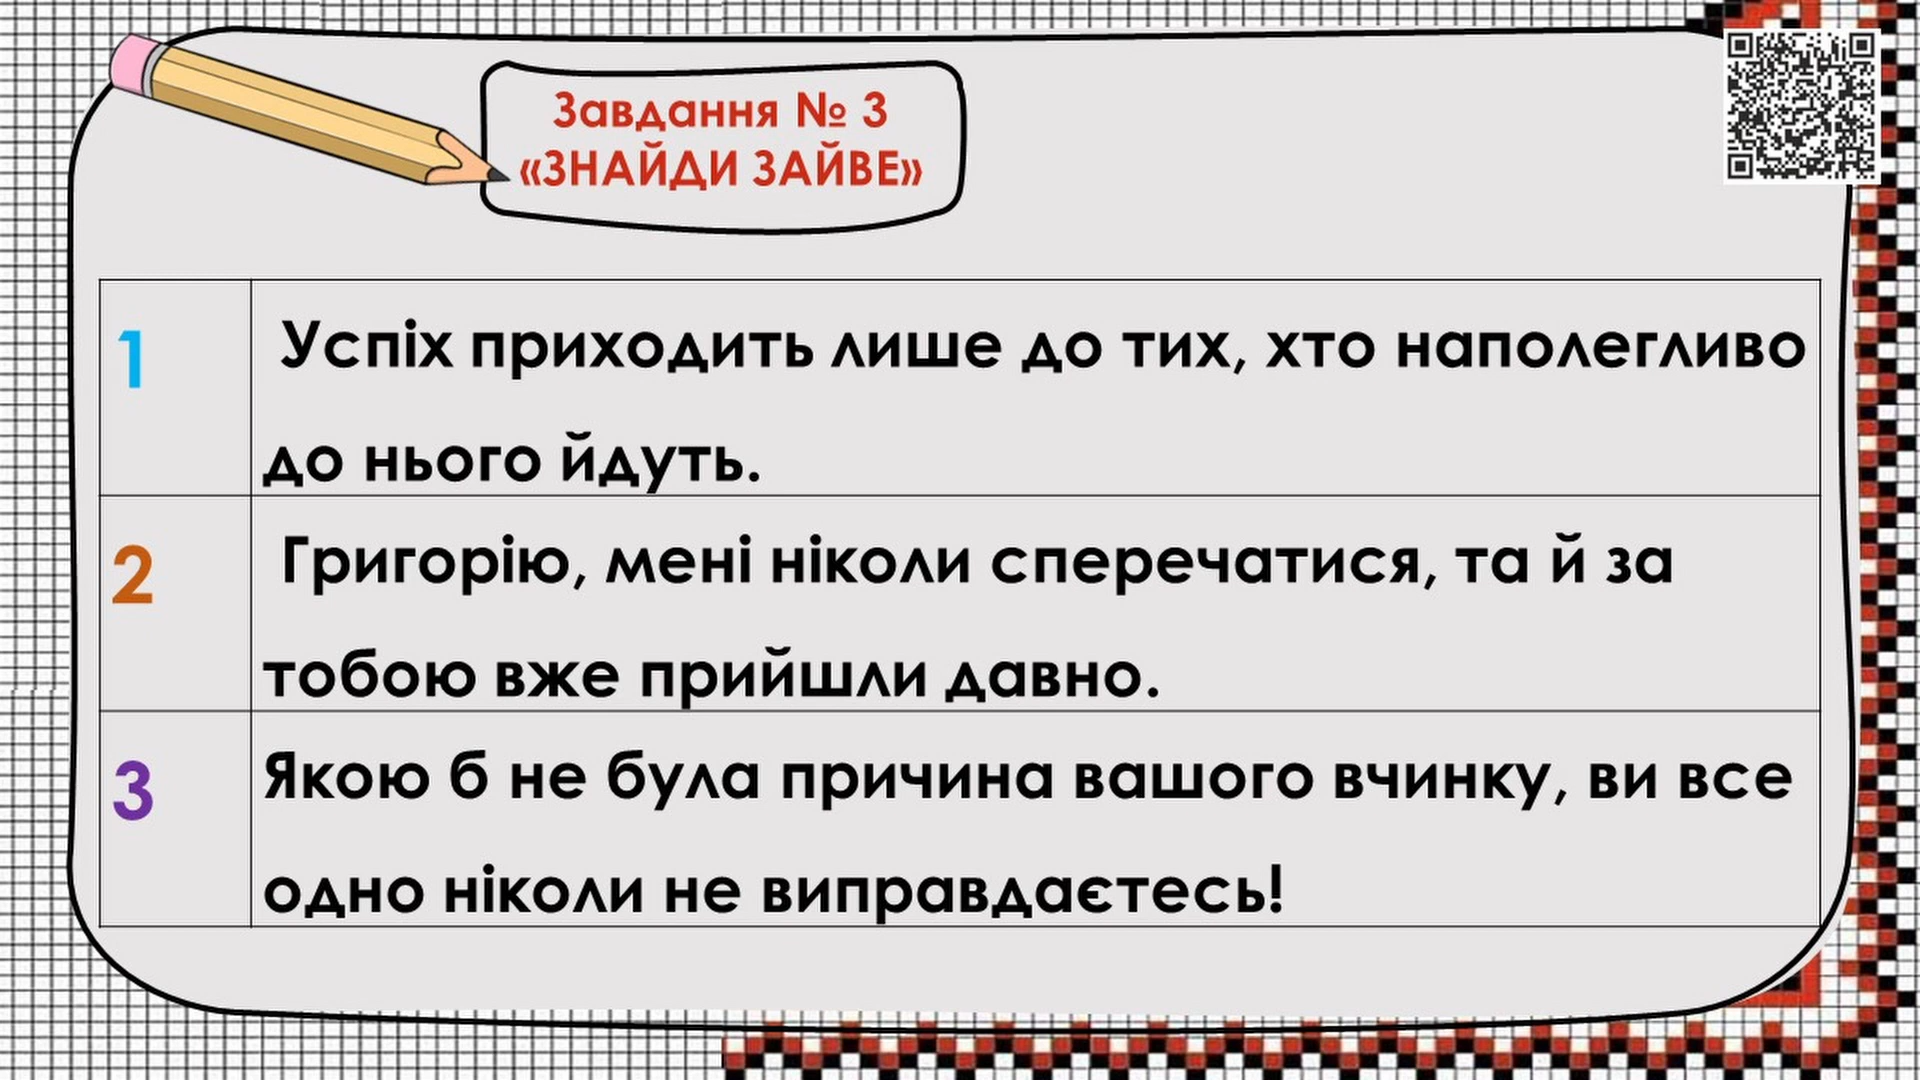 Завдання № 3
«ЗНАЙДИ ЗАЙВЕ»
1
Успіх приходить лише до тих, хто наполегливо
до нього йдуть.
2
Григорію, мені ніколи сперечатися, та й за
тобою вже прийшли давно.
3
Якою б не була причина вашого вчинку, ви все
одно ніколи не виправдаєтесь!